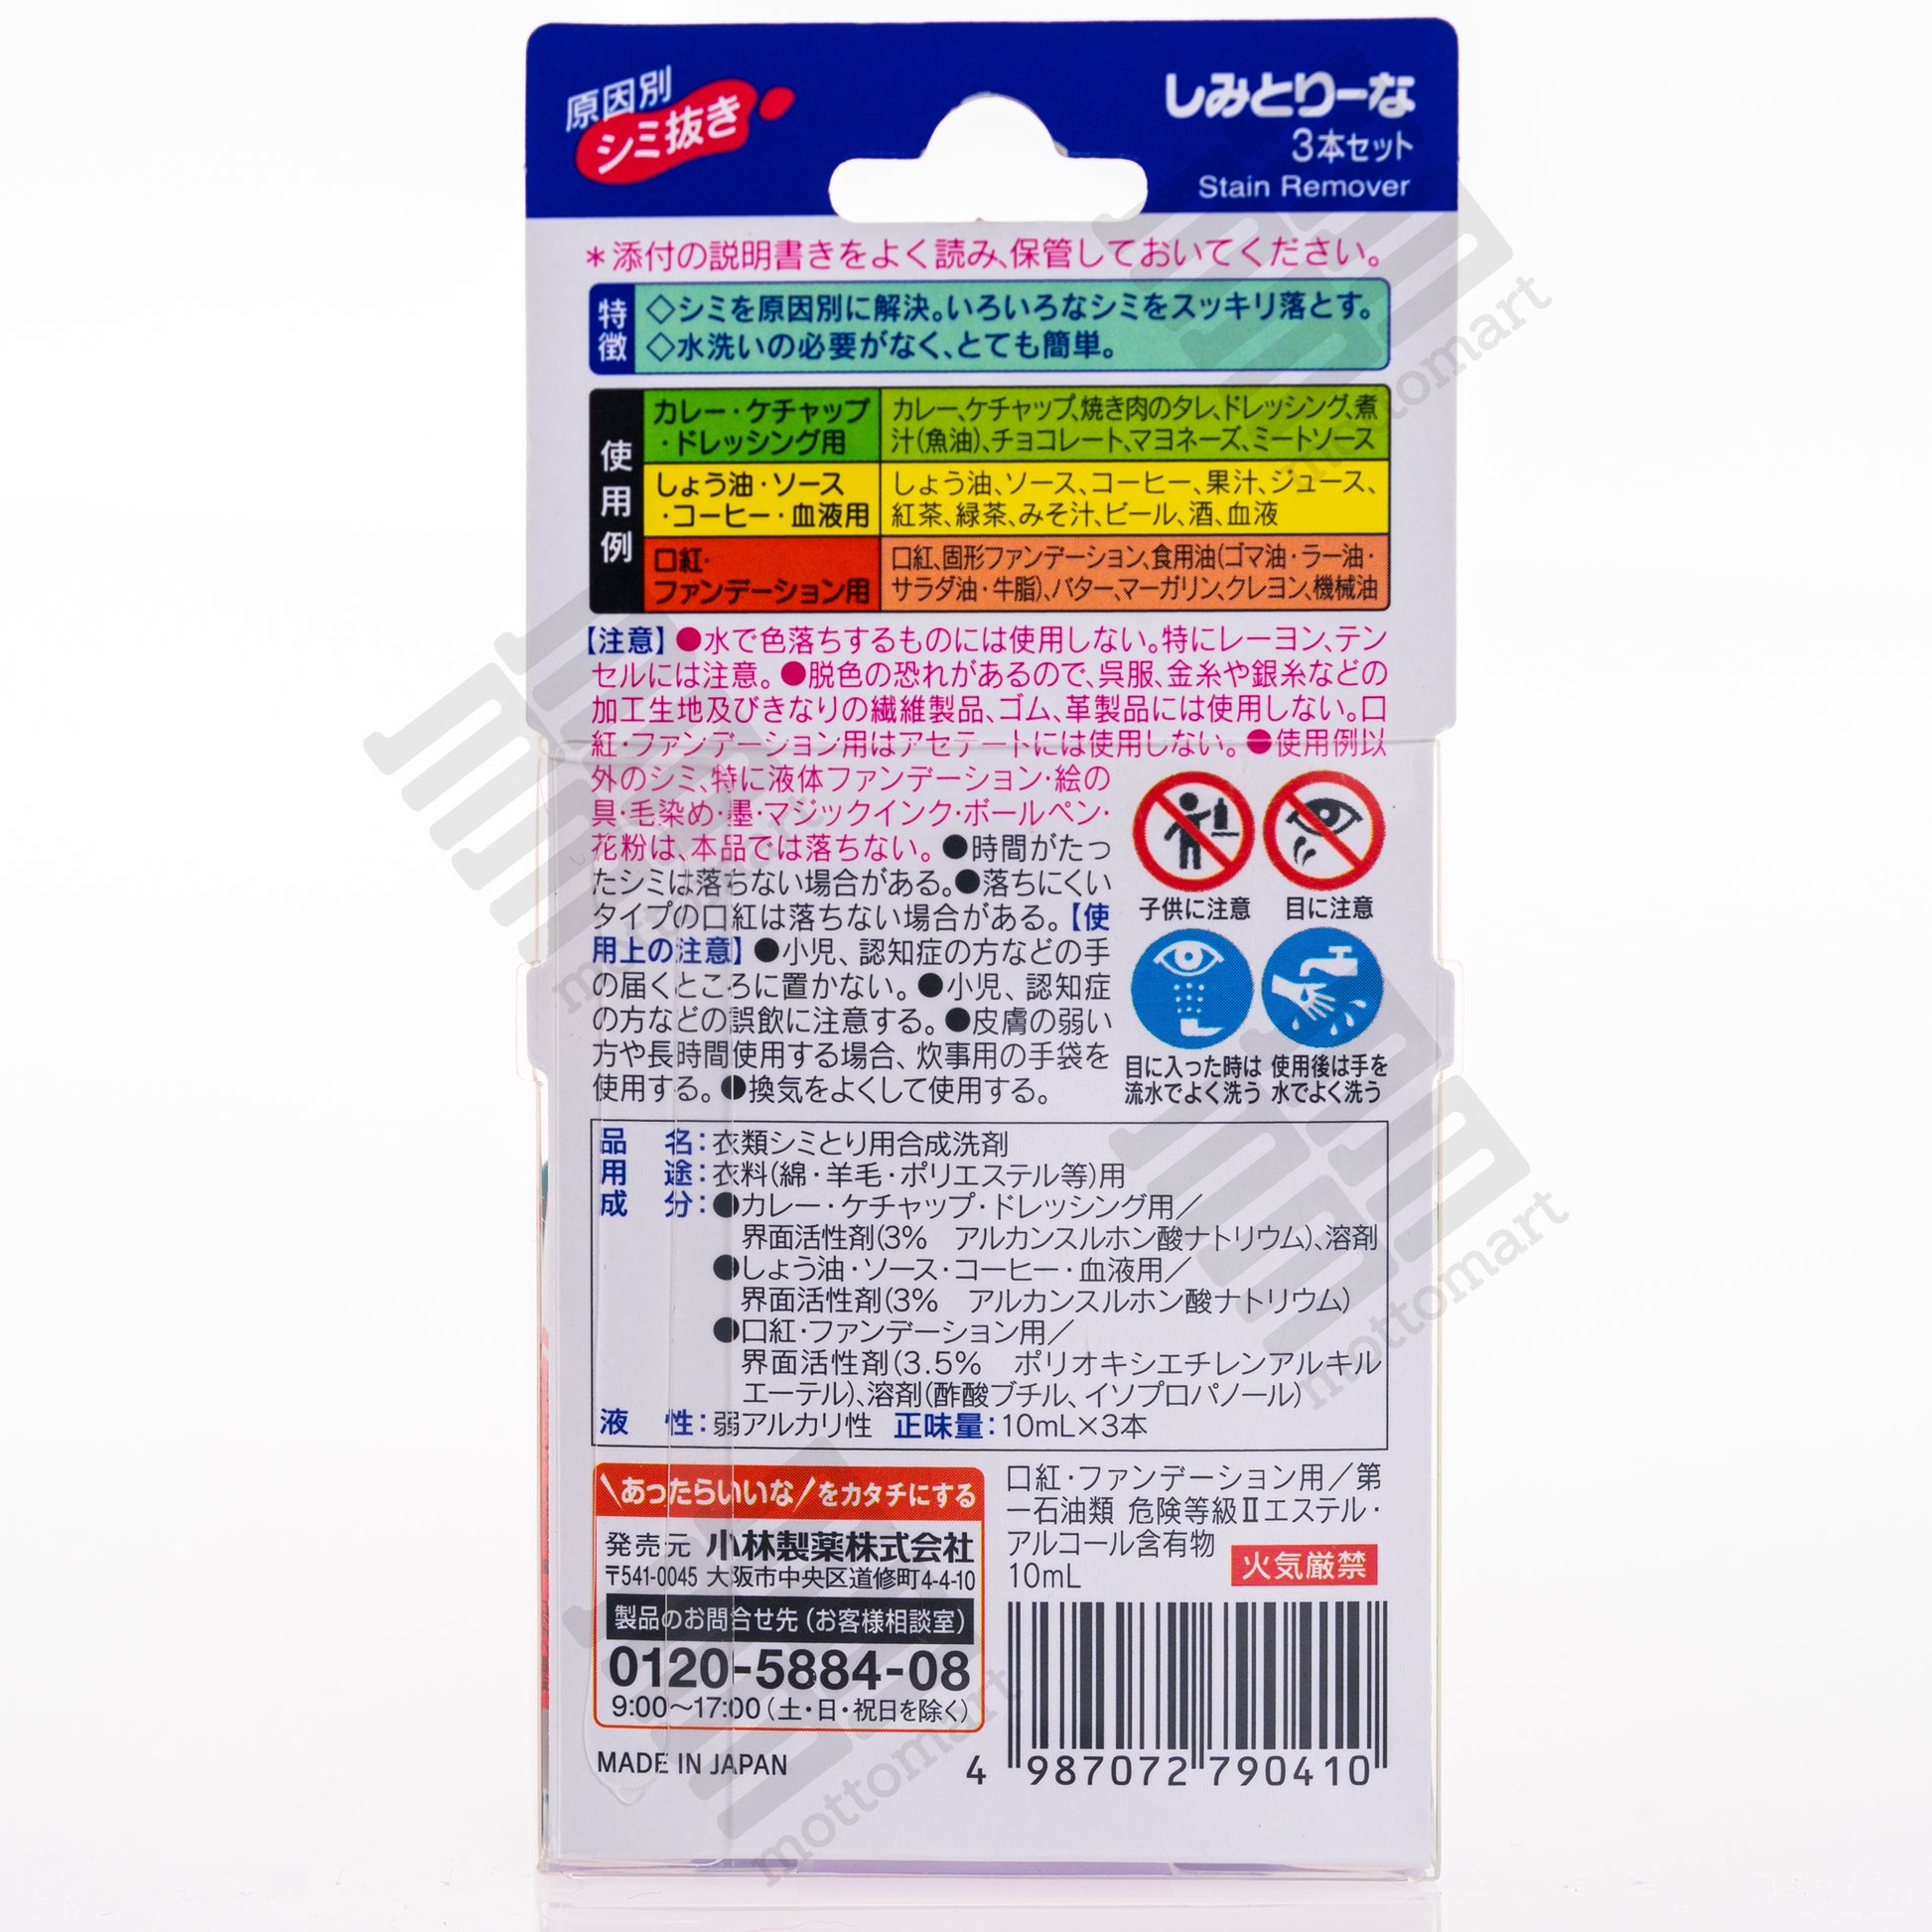 原因別
シミ抜き
しみとりーな
3本セット
Stain Remover
＊添付の説明書きをよく読み、保管しておいてください。
特徴
◇シミを原因別に解決。いろいろなシミをスッキリ落とす。
◇水洗いの必要がなく、とても簡単。
使用例
カレー・ケチャップ
・ドレッシング用
カレー、ケチャップ、焼き肉のタレ、ドレッシング、煮
汁(魚油)、チョコレート、マヨネーズ、ミートソース
しょう油・ソース
・コーヒー・血液用
しょう油、ソース、コーヒー、果汁、ジュース、
紅茶、緑茶、みそ汁、ビール、酒、血液
口紅・
ファンデーション用
口紅、固形ファンデーション、食用油(ゴマ油・ラー油・
サラダ油・牛脂)、バター、マーガリン、クレヨン、機械油
【注意】●水で色落ちするものには使用しない。特にレーヨン、テン
セルには注意。●脱色の恐れがあるので、呉服、金糸や銀糸などの
加工生地及びきなりの繊維製品、ゴム、革製品には使用しない。口
紅・ファンデーション用はアセテートには使用しない。●使用例以
外のシミ、特に液体ファンデーション・絵の
具・毛染め・墨・マジックインク・ボールペン・
花粉は、本品では落ちない。●時間がたっ
たシミは落ちない場合がある。●落ちにくい
タイプの口紅は落ちない場合がある。【使
用上の注意】●小児、認知症の方などの手
の届くところに置かない。●小児、認知症
の方などの誤飲に注意する。●皮膚の弱い
方や長時間使用する場合、炊事用の手袋を
使用する。●換気をよくして使用する。
子供に注意
目に注意
目に入った時は
流水でよく洗う
使用後は手を
水でよく洗う
品　名：衣類シミとり用合成洗剤
用　途：衣料(綿・羊毛・ポリエステル等)用
成　分：●カレー・ケチャップ・ドレッシング用／
界面活性剤(3%　アルカンスルホン酸ナトリウム)、溶剤
●しょう油・ソース・コーヒー・血液用／
界面活性剤(3%　アルカンスルホン酸ナトリウム)
●口紅・ファンデーション用／
界面活性剤(3.5%　ポリオキシエチレンアルキル
エーテル)、溶剤(酢酸ブチル、イソプロパノール)
液　性：弱アルカリ性　正味量：10mL×3本
＼あったらいいな／をカタチにする
発売元 小林製薬株式会社
〒541-0045 大阪市中央区道修町4-4-10
製品のお問合せ先（お客様相談室）
0120-5884-08
9:00〜17:00（土・日・祝日を除く）
MADE IN JAPAN
口紅・ファンデーション用／第
一石油類 危険等級Ⅱエステル・
アルコール含有物
10mL
火気厳禁
4 987072 790410
mottomart
mottomart
mottomart
mottomart